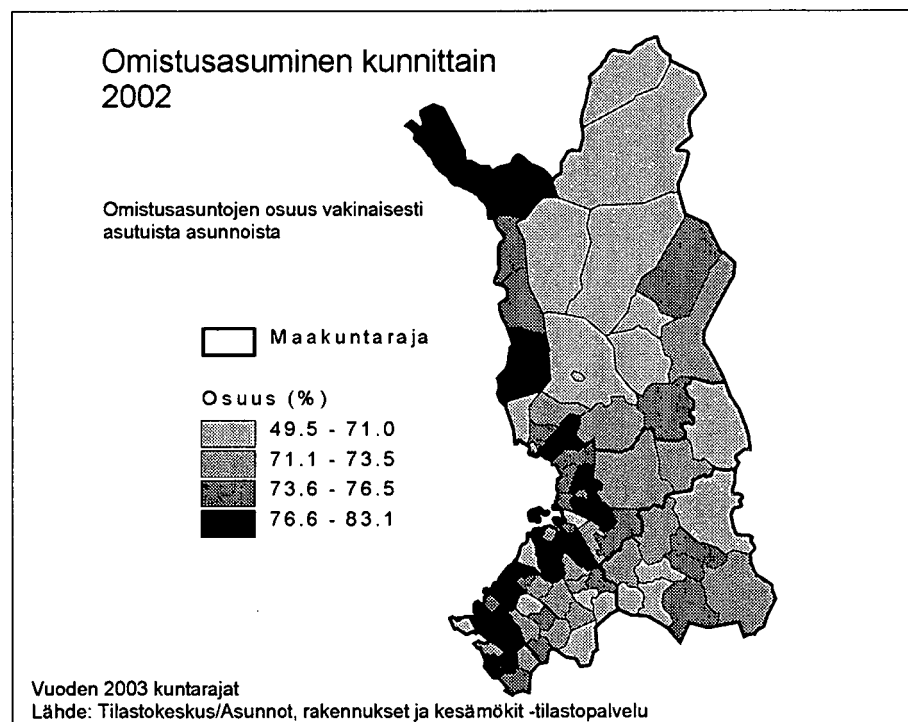 Omistusasuminen kunnittain
2002
Omistusasuntojen osuus vakinaisesti
asutuista asunnoista
Maakuntaraja
Osuus (%)
49.5 - 71.0
71.1 - 73.5
73.6 - 76.5
76.6 - 83.1
Vuoden 2003 kuntarajat
Lähde: Tilastokeskus/Asunnot, rakennukset ja kesämökit -tilastopalvelu